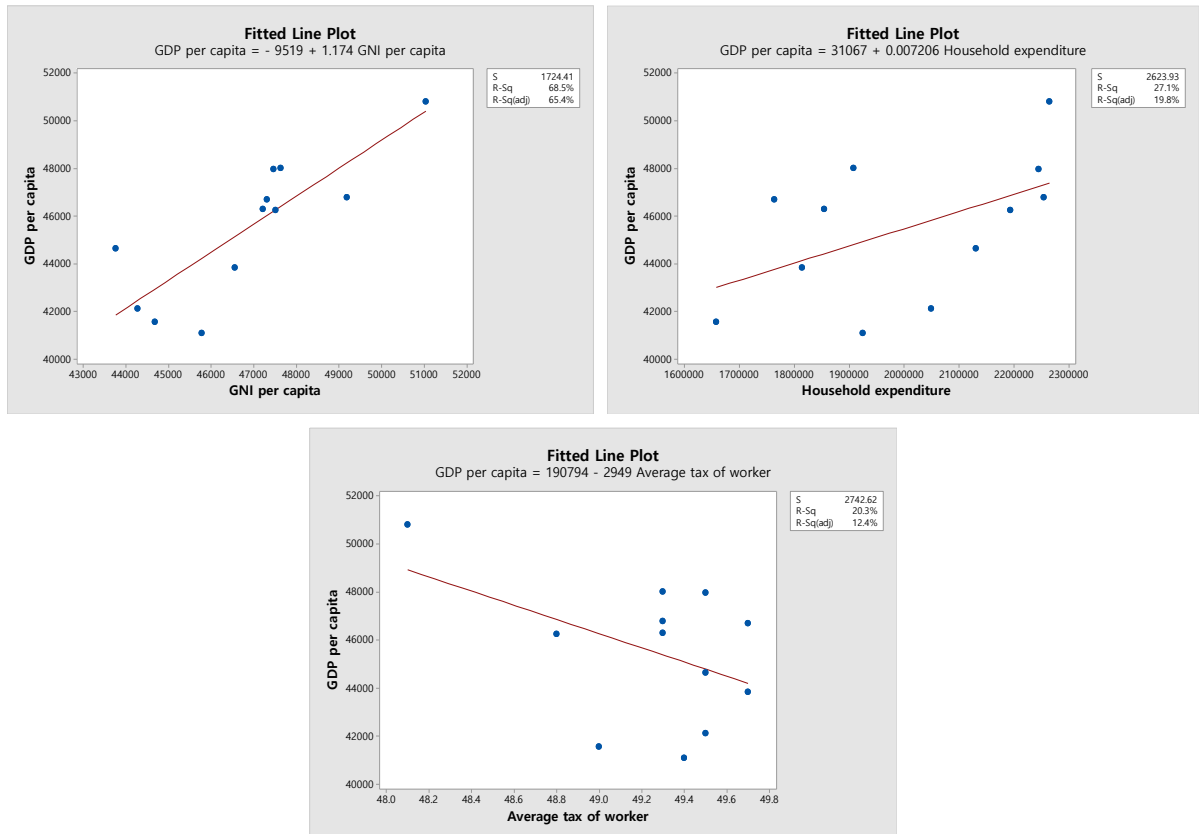 Fitted Line Plot
GDP per capita = - 9519 + 1.174 GNI per capita
S 1724.41
R-Sq 68.5%
R-Sq(adj) 65.4%
52000
50000
48000
46000
44000
42000
40000
GDP per capita
43000 44000 45000 46000 47000 48000 49000 50000 51000 52000
GNI per capita
Fitted Line Plot
GDP per capita = 31067 + 0.007206 Household expenditure
S 2623.93
R-Sq 27.1%
R-Sq(adj) 19.8%
52000
50000
48000
46000
44000
42000
40000
GDP per capita
1600000 1700000 1800000 1900000 2000000 2100000 2200000 2300000
Household expenditure
Fitted Line Plot
GDP per capita = 190794 - 2949 Average tax of worker
S 2742.62
R-Sq 20.3%
R-Sq(adj) 12.4%
52000
50000
48000
46000
44000
42000
40000
GDP per capita
48.0 48.2 48.4 48.6 48.8 49.0 49.2 49.4 49.6 49.8
Average tax of worker